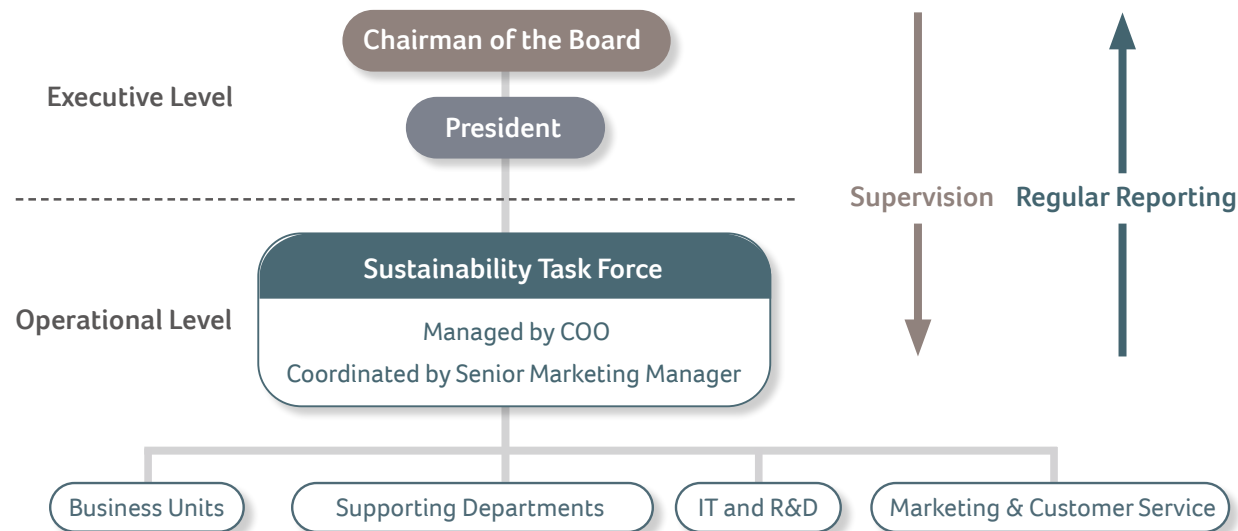 Chairman of the Board
Executive Level
President
Supervision
Regular Reporting
Sustainability Task Force
Operational Level
Managed by COO
Coordinated by Senior Marketing Manager
Business Units
Supporting Departments
IT and R&D
Marketing & Customer Service